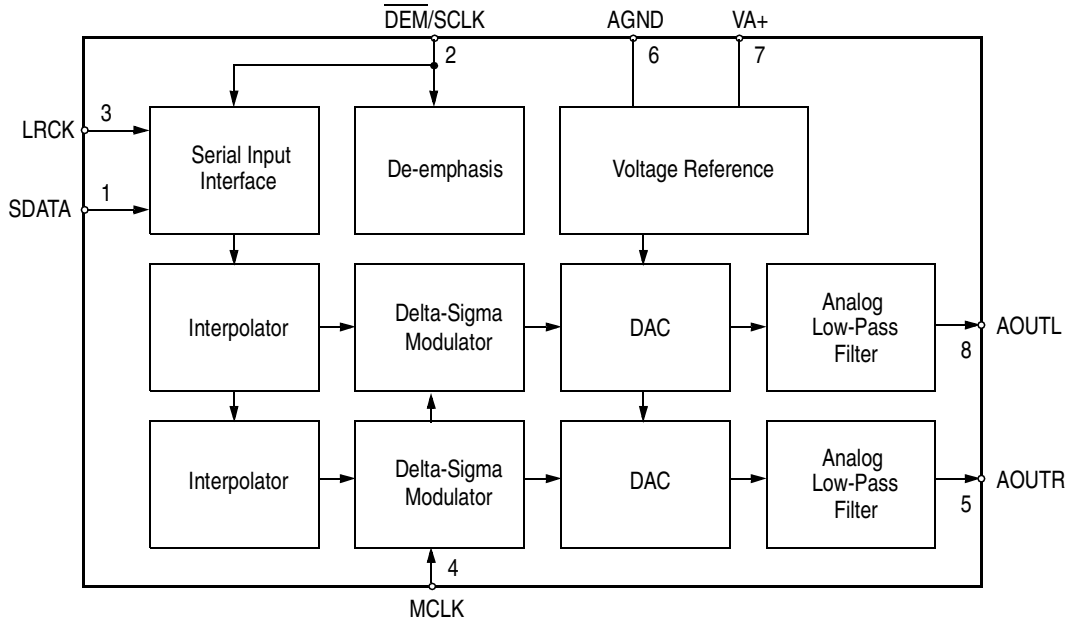 D̅E̅M̅/SCLK
AGND
VA+
2
6
7
3
LRCK
1
SDATA
Serial Input
Interface
De-emphasis
Voltage Reference
Interpolator
Delta-Sigma
Modulator
DAC
Analog
Low-Pass
Filter
8
AOUTL
Interpolator
Delta-Sigma
Modulator
DAC
Analog
Low-Pass
Filter
5
AOUTR
4
MCLK